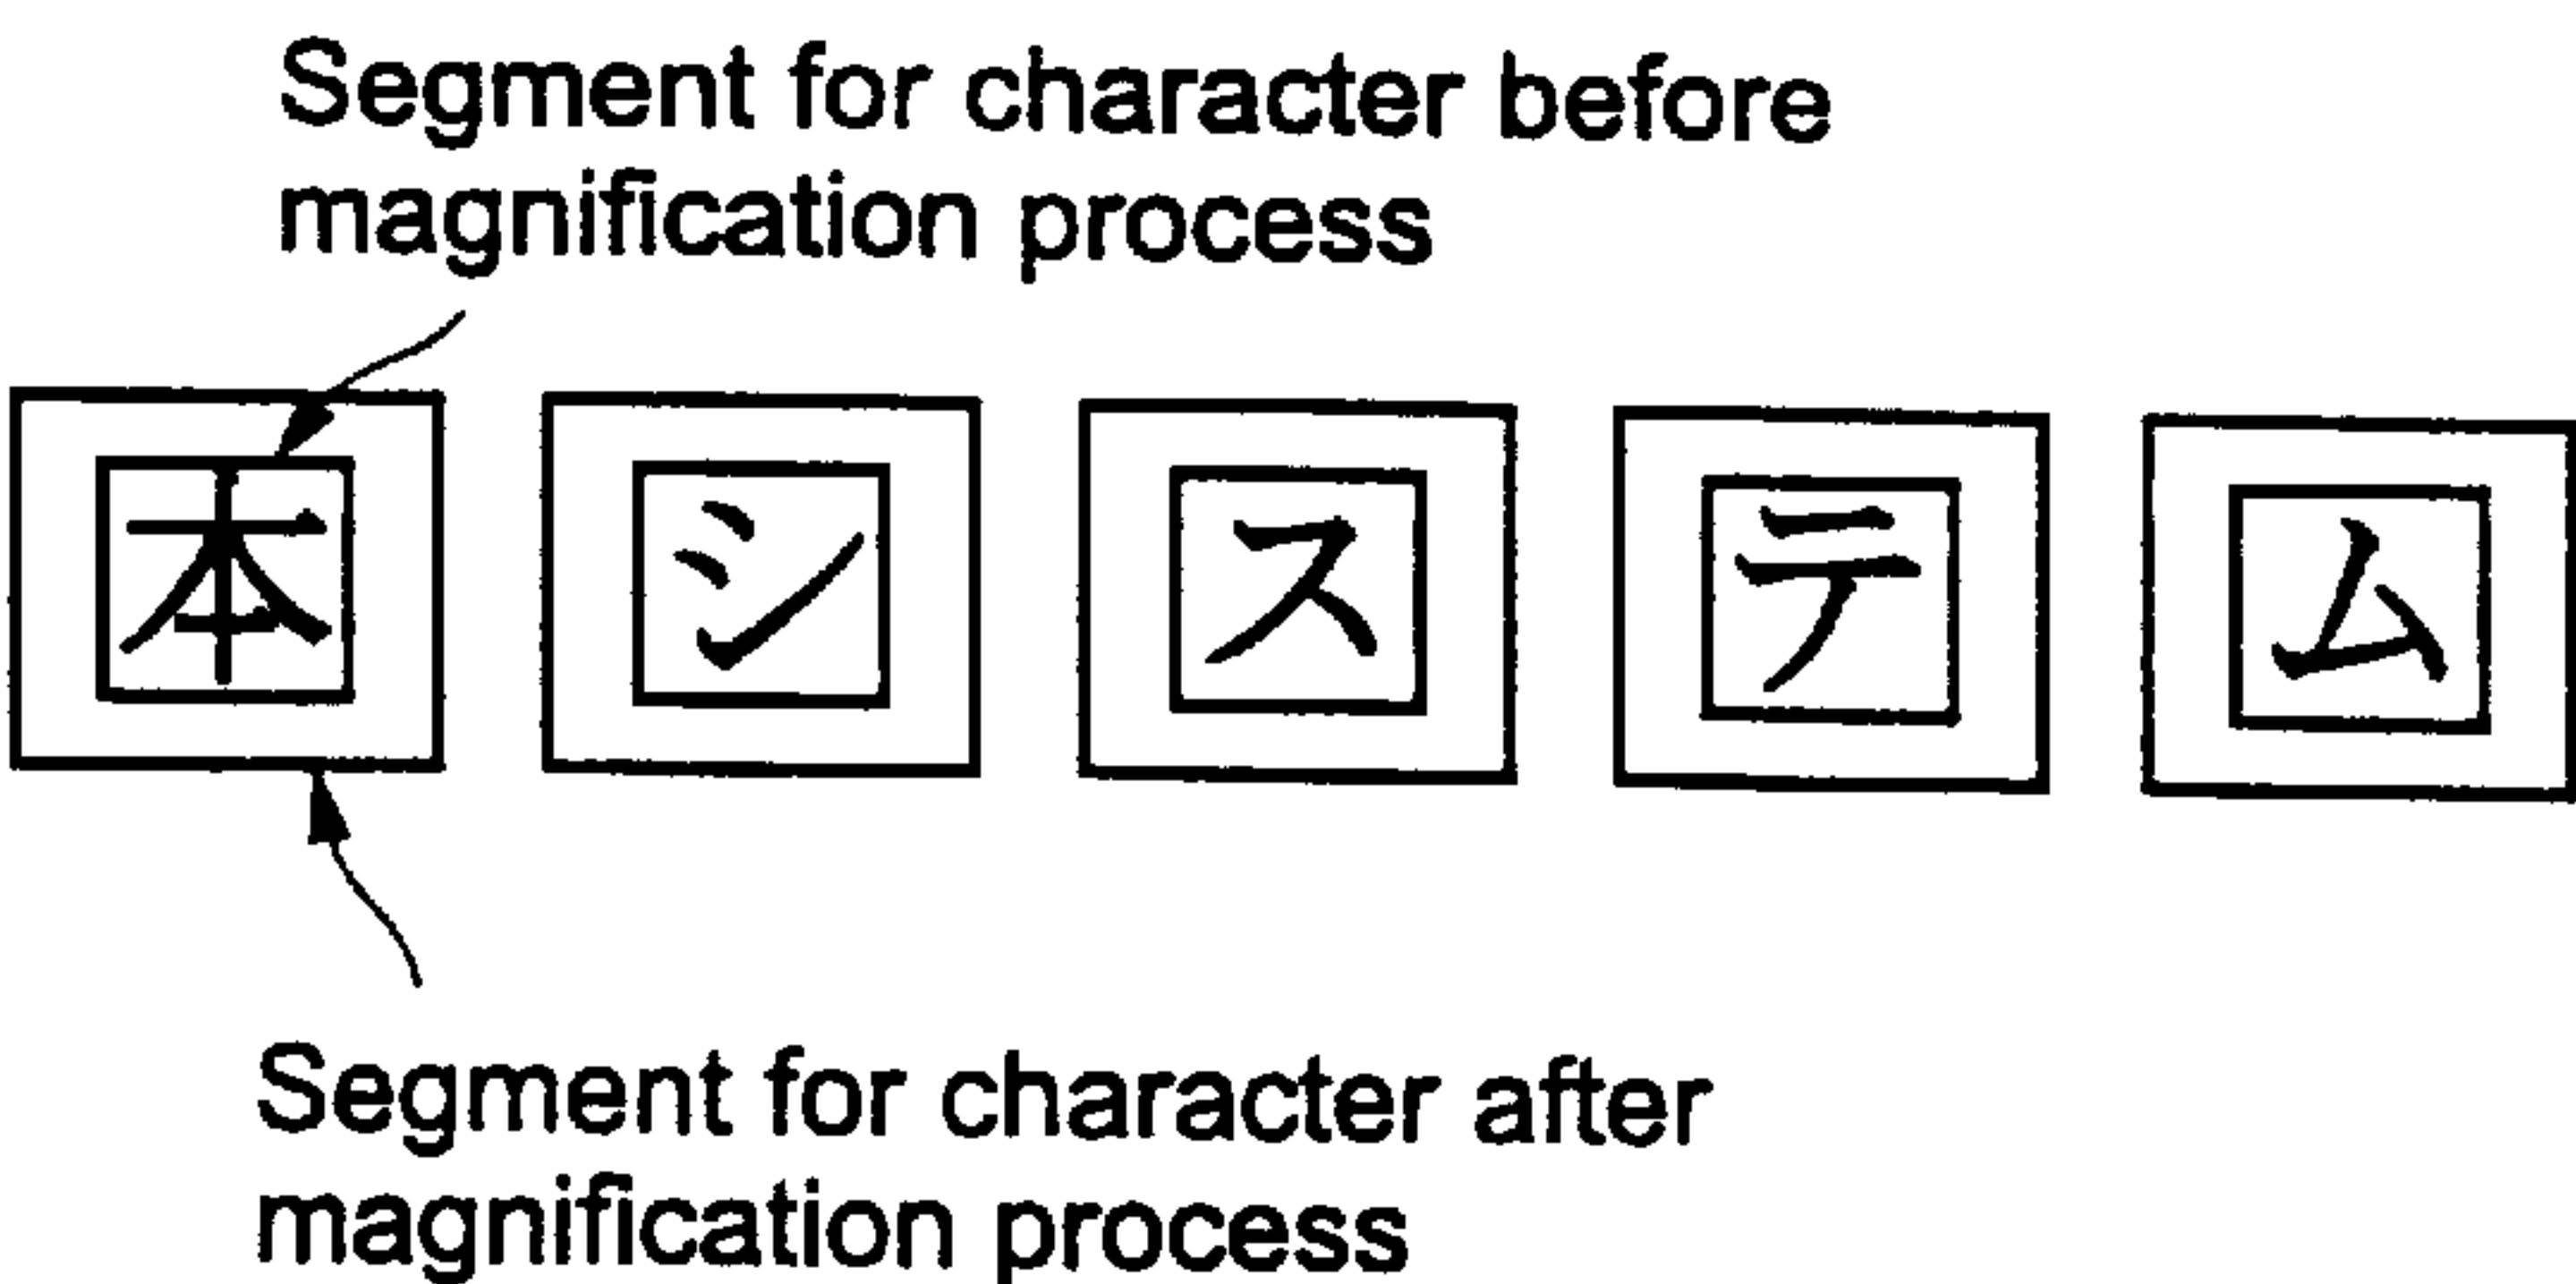 Segment for character before
magnification process
本システム
Segment for character after
magnification process